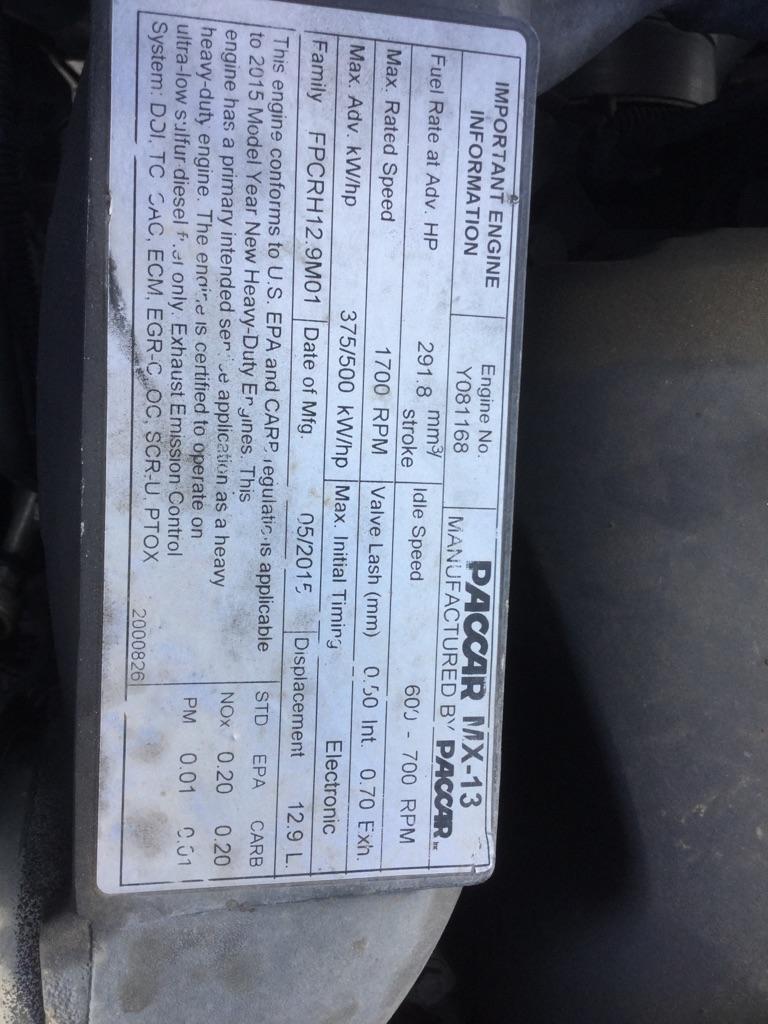 IMPORTANT ENGINE INFORMATION
Engine No. Y081168
PACCAR MX-13
MANUFACTURED BY PACCAR INC
Fuel Rate at Adv. HP 291.8 mm³/stroke Idle Speed 600 - 700 RPM
Max. Rated Speed 1700 RPM Valve Lash (mm) 0.50 Int. 0.70 Exh.
Max. Adv. kW/hp 375/500 kW/hp Max. Initial Timing Electronic
Family FPCRH12.9M01 Date of Mfg. 05/2015 Displacement 12.9 L.
This engine conforms to U.S. EPA and CARB regulations applicable
to 2015 Model Year New Heavy-Duty Engines. This
engine has a primary intended service application as a heavy
heavy-duty engine. The engine is certified to operate on
ultra-low sulfur diesel fuel only. Exhaust Emission Control
System: DDI, TC, CAC, ECM, EGR-C, OC, SCR-U, PTOX
2000826
STD EPA CARB
NOx 0.20 0.20
PM 0.01 0.01